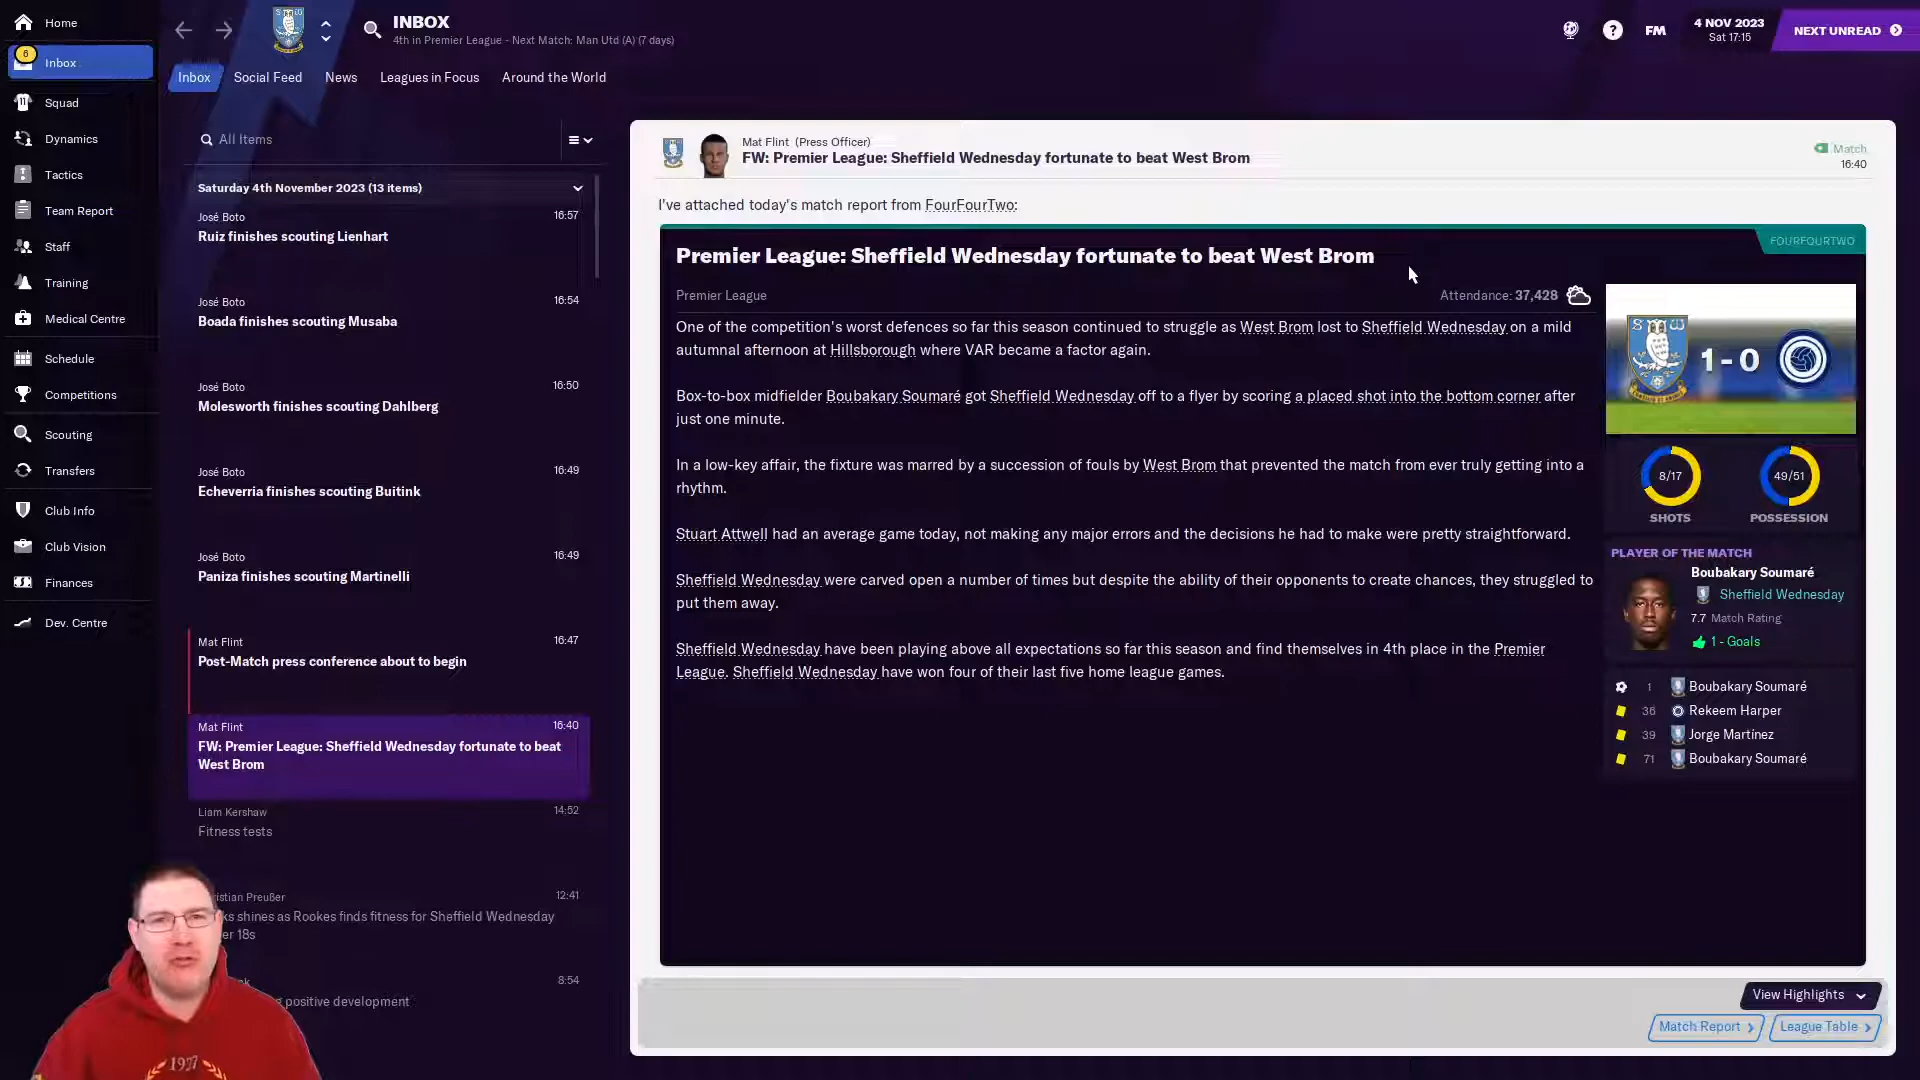 Home
6
Inbox
Squad
Dynamics
Tactics
Team Report
Staff
Training
Medical Centre
Schedule
Competitions
Scouting
Transfers
Club Info
Club Vision
Finances
Dev. Centre
INBOX
4th in Premier League - Next Match: Man Utd (A) (7 days)
FM
4 NOV 2023
Sat 17:15
NEXT UNREAD
Inbox
Social Feed
News
Leagues in Focus
Around the World
All Items
Saturday 4th November 2023 (13 items)
José Boto 16:57
Ruiz finishes scouting Lienhart
José Boto 16:54
Boada finishes scouting Musaba
José Boto 16:50
Molesworth finishes scouting Dahlberg
José Boto 16:49
Echeverria finishes scouting Buitink
José Boto 16:49
Paniza finishes scouting Martinelli
Mat Flint 16:47
Post-Match press conference about to begin
Mat Flint 16:40
FW: Premier League: Sheffield Wednesday fortunate to beat
West Brom
Liam Kershaw 14:52
Fitness tests
Preußer 12:41
shines as Rookes finds fitness for Sheffield Wednesday
18s
8:54
positive development
1937
Mat Flint (Press Officer)
FW: Premier League: Sheffield Wednesday fortunate to beat West Brom
Match
16:40
I've attached today's match report from FourFourTwo:
FOURFOURTWO
Premier League: Sheffield Wednesday fortunate to beat West Brom
Premier League
Attendance: 37,428
One of the competition's worst defences so far this season continued to struggle as West Brom lost to Sheffield Wednesday on a mild
autumnal afternoon at Hillsborough where VAR became a factor again.
Box-to-box midfielder Boubakary Soumaré got Sheffield Wednesday off to a flyer by scoring a placed shot into the bottom corner after
just one minute.
In a low-key affair, the fixture was marred by a succession of fouls by West Brom that prevented the match from ever truly getting into a
rhythm.
Stuart Attwell had an average game today, not making any major errors and the decisions he had to make were pretty straightforward.
Sheffield Wednesday were carved open a number of times but despite the ability of their opponents to create chances, they struggled to
put them away.
Sheffield Wednesday have been playing above all expectations so far this season and find themselves in 4th place in the Premier
League. Sheffield Wednesday have won four of their last five home league games.
1 - 0
8/17
49/51
SHOTS
POSSESSION
PLAYER OF THE MATCH
Boubakary Soumaré
Sheffield Wednesday
7.7 Match Rating
1 - Goals
1 Boubakary Soumaré
36 Rekeem Harper
39 Jorge Martínez
71 Boubakary Soumaré
View Highlights
Match Report
League Table